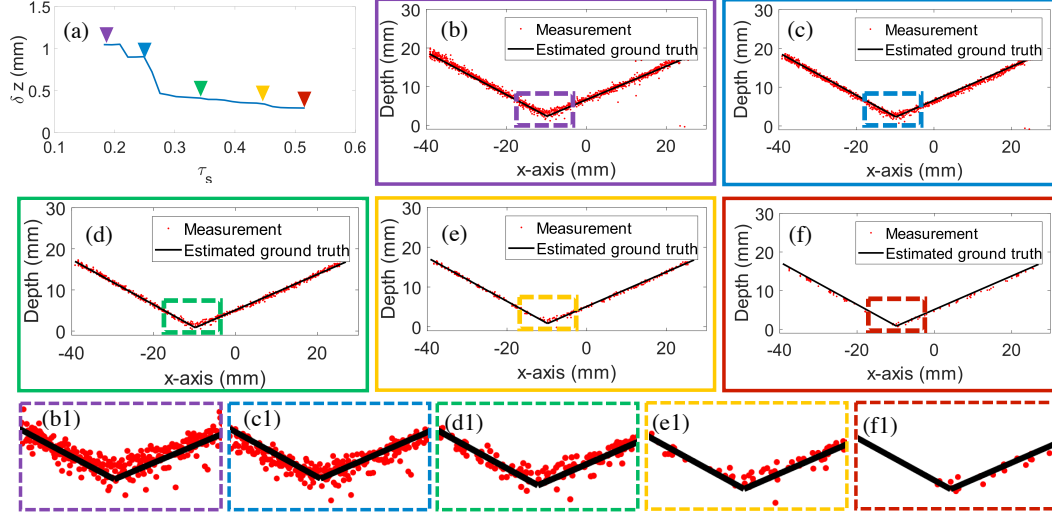 (a)
δ z (mm)
1.5
1
0.5
0
0.1 0.2 0.3 0.4 0.5 0.6
τs
(b)
Measurement
Estimated ground truth
Depth (mm)
30
20
10
0
-40 -20 0 20
x-axis (mm)
(c)
Measurement
Estimated ground truth
Depth (mm)
30
20
10
0
-40 -20 0 20
x-axis (mm)
(d)
Measurement
Estimated ground truth
Depth (mm)
30
20
10
0
-40 -20 0 20
x-axis (mm)
(e)
Measurement
Estimated ground truth
Depth (mm)
30
20
10
0
-40 -20 0 20
x-axis (mm)
(f)
Measurement
Estimated ground truth
Depth (mm)
30
20
10
0
-40 -20 0 20
x-axis (mm)
(b1) (c1) (d1) (e1) (f1)